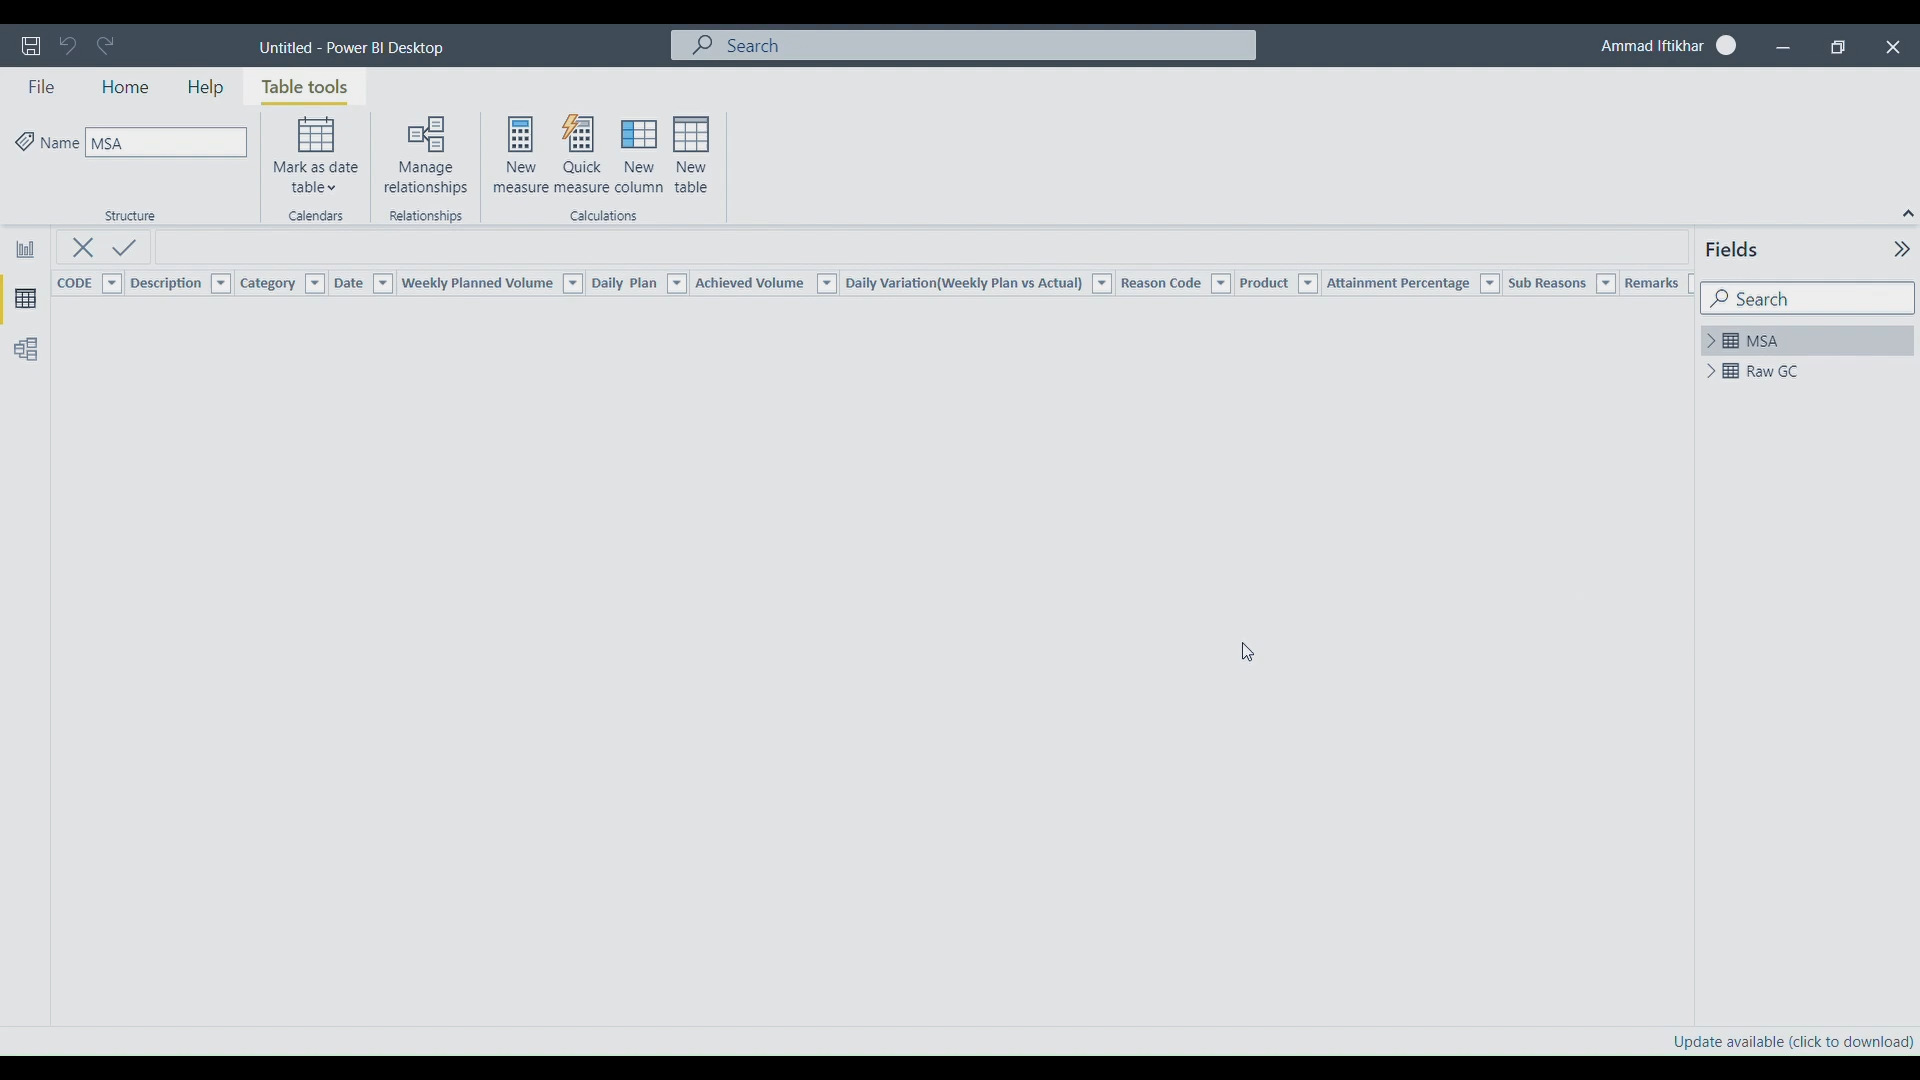 Untitled - Power BI Desktop
Search
Ammad Iftikhar
File Home Help Table tools
Name MSA
Mark as date table
Manage relationships
New measure
Quick measure
New column
New table
Structure Calendars Relationships Calculations
Fields
CODE Description Category Date Weekly Planned Volume Daily Plan Achieved Volume Daily Variation(Weekly Plan vs Actual) Reason Code Product Attainment Percentage Sub Reasons Remarks
Search
MSA
Raw GC
Update available (click to download)